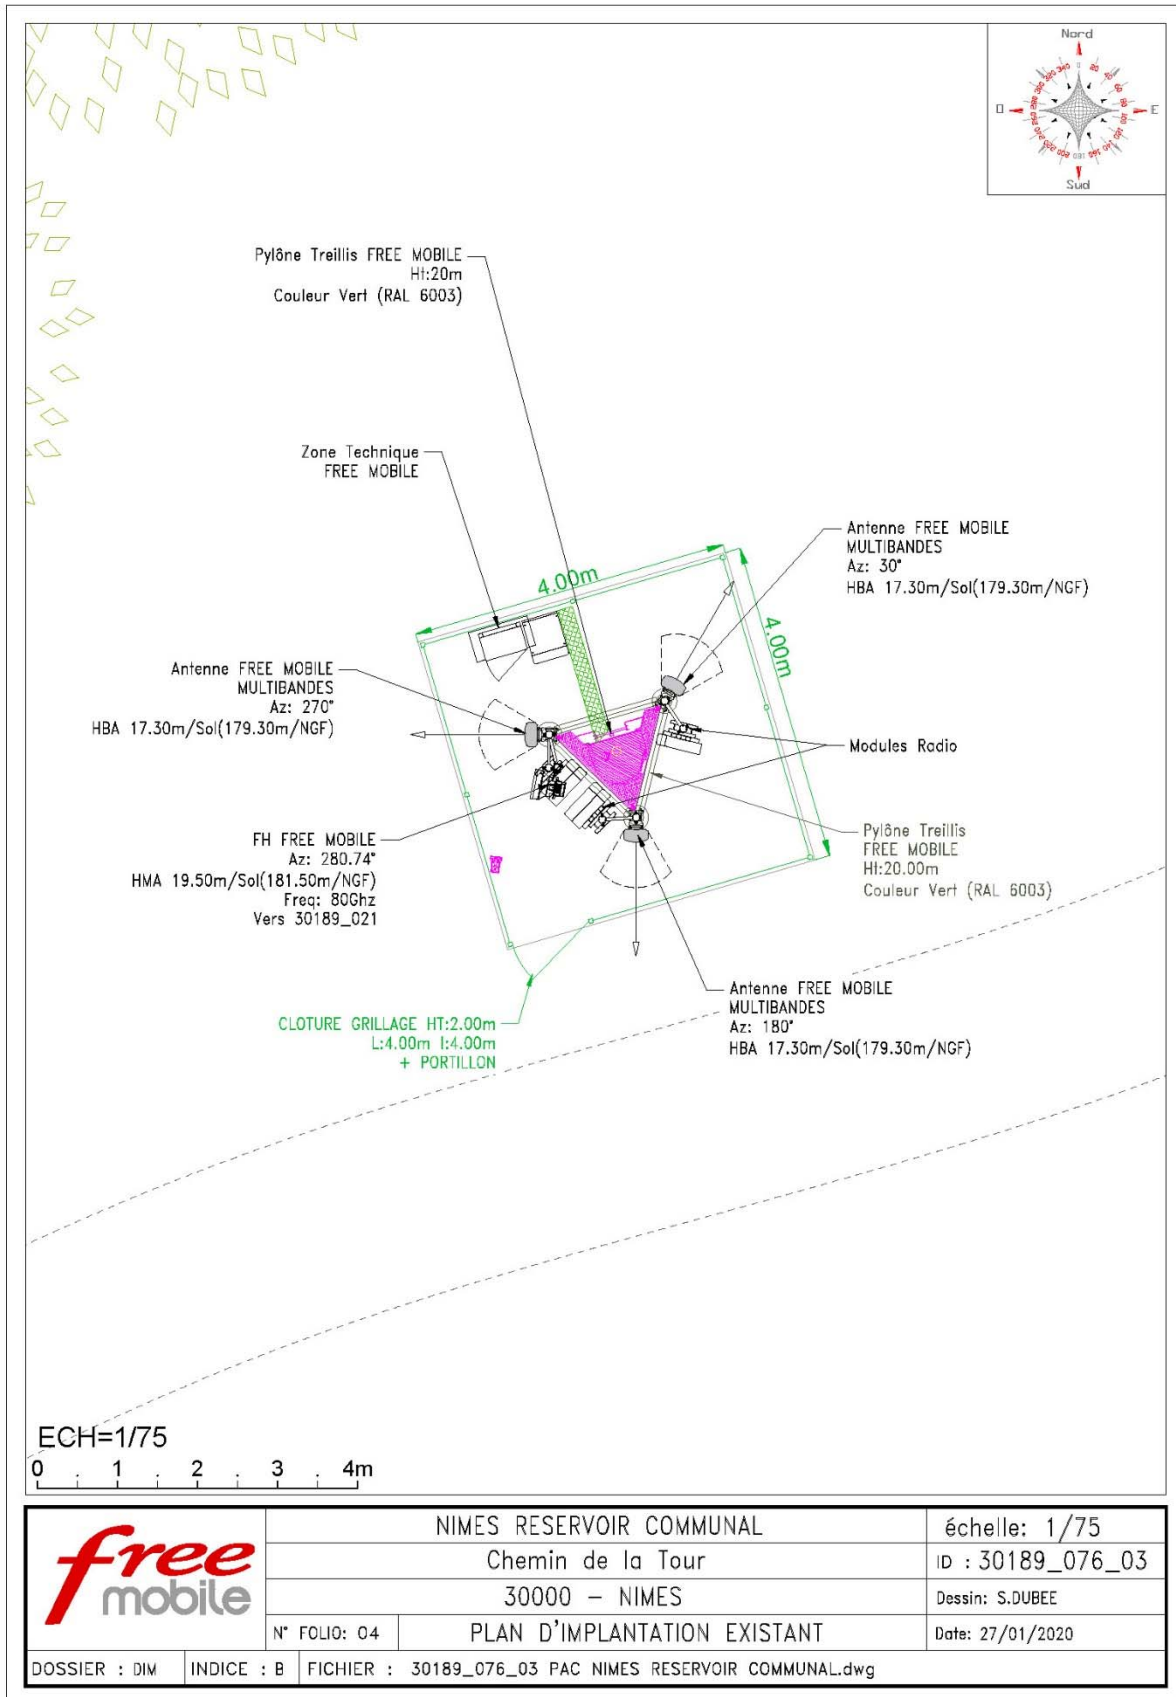 Nord
O
E
Sud
Pylône Treillis FREE MOBILE
Ht:20m
Couleur Vert (RAL 6003)
Zone Technique
FREE MOBILE
Antenne FREE MOBILE
MULTIBANDES
Az: 30°
HBA 17.30m/Sol(179.30m/NGF)
4.00m
4.00m
Antenne FREE MOBILE
MULTIBANDES
Az: 270°
HBA 17.30m/Sol(179.30m/NGF)
Modules Radio
FH FREE MOBILE
Az: 280.74°
HMA 19.50m/Sol(181.50m/NGF)
Freq: 80Ghz
Vers 30189_021
Pylône Treillis
FREE MOBILE
Ht:20.00m
Couleur Vert (RAL 6003)
Antenne FREE MOBILE
MULTIBANDES
Az: 180°
HBA 17.30m/Sol(179.30m/NGF)
CLOTURE GRILLAGE HT:2.00m
L:4.00m l:4.00m
+ PORTILLON
ECH=1/75
0 . 1 . 2 . 3 . 4m
free
mobile
NIMES RESERVOIR COMMUNAL
échelle: 1/75
Chemin de la Tour
ID : 30189_076_03
30000 – NIMES
Dessin: S.DUBEE
N° FOLIO: 04
PLAN D'IMPLANTATION EXISTANT
Date: 27/01/2020
DOSSIER : DIM
INDICE : B
FICHIER : 30189_076_03 PAC NIMES RESERVOIR COMMUNAL.dwg